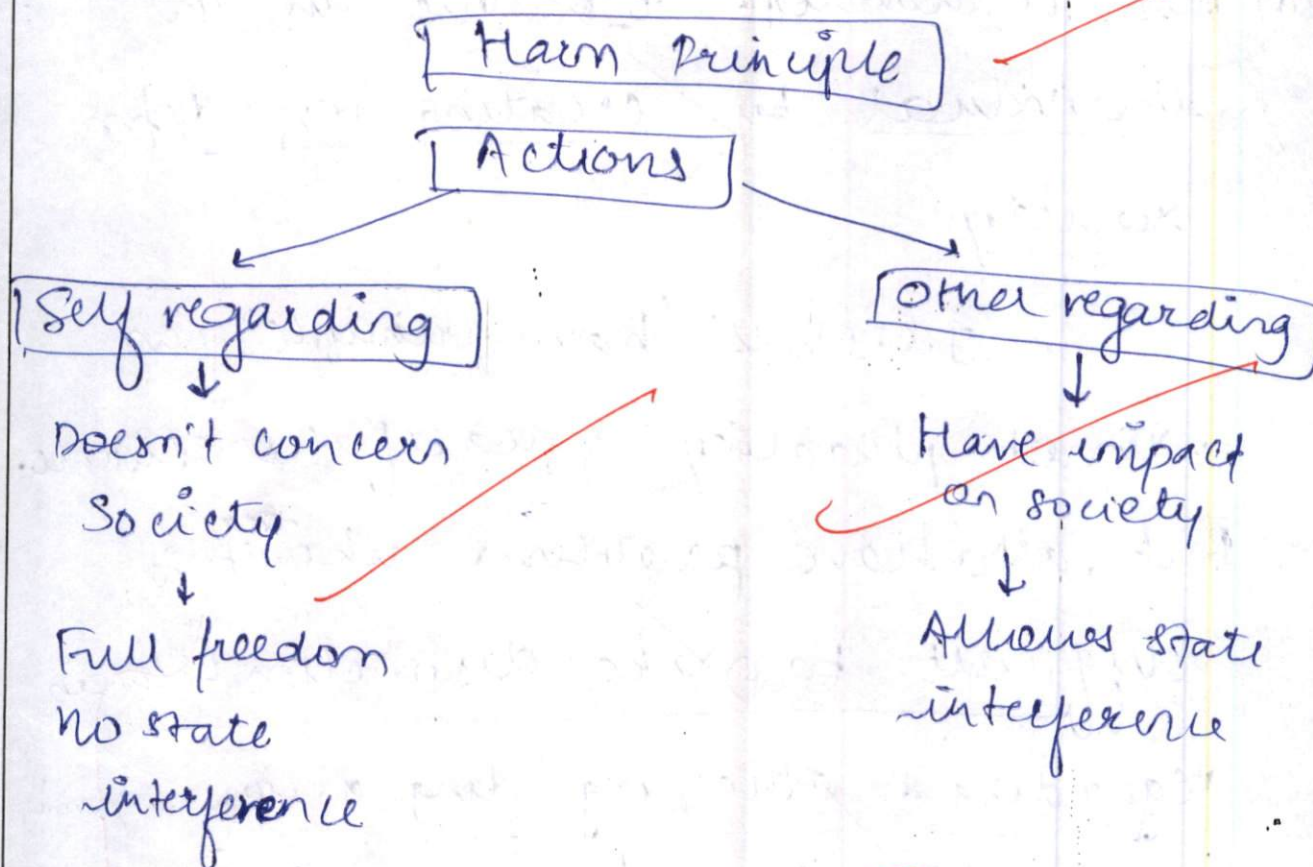 Harm Principle
Actions
Self regarding
Other regarding
Doesn't concern
Society
Have impact
on society
Full freedom
no state
interference
Allows state
interference